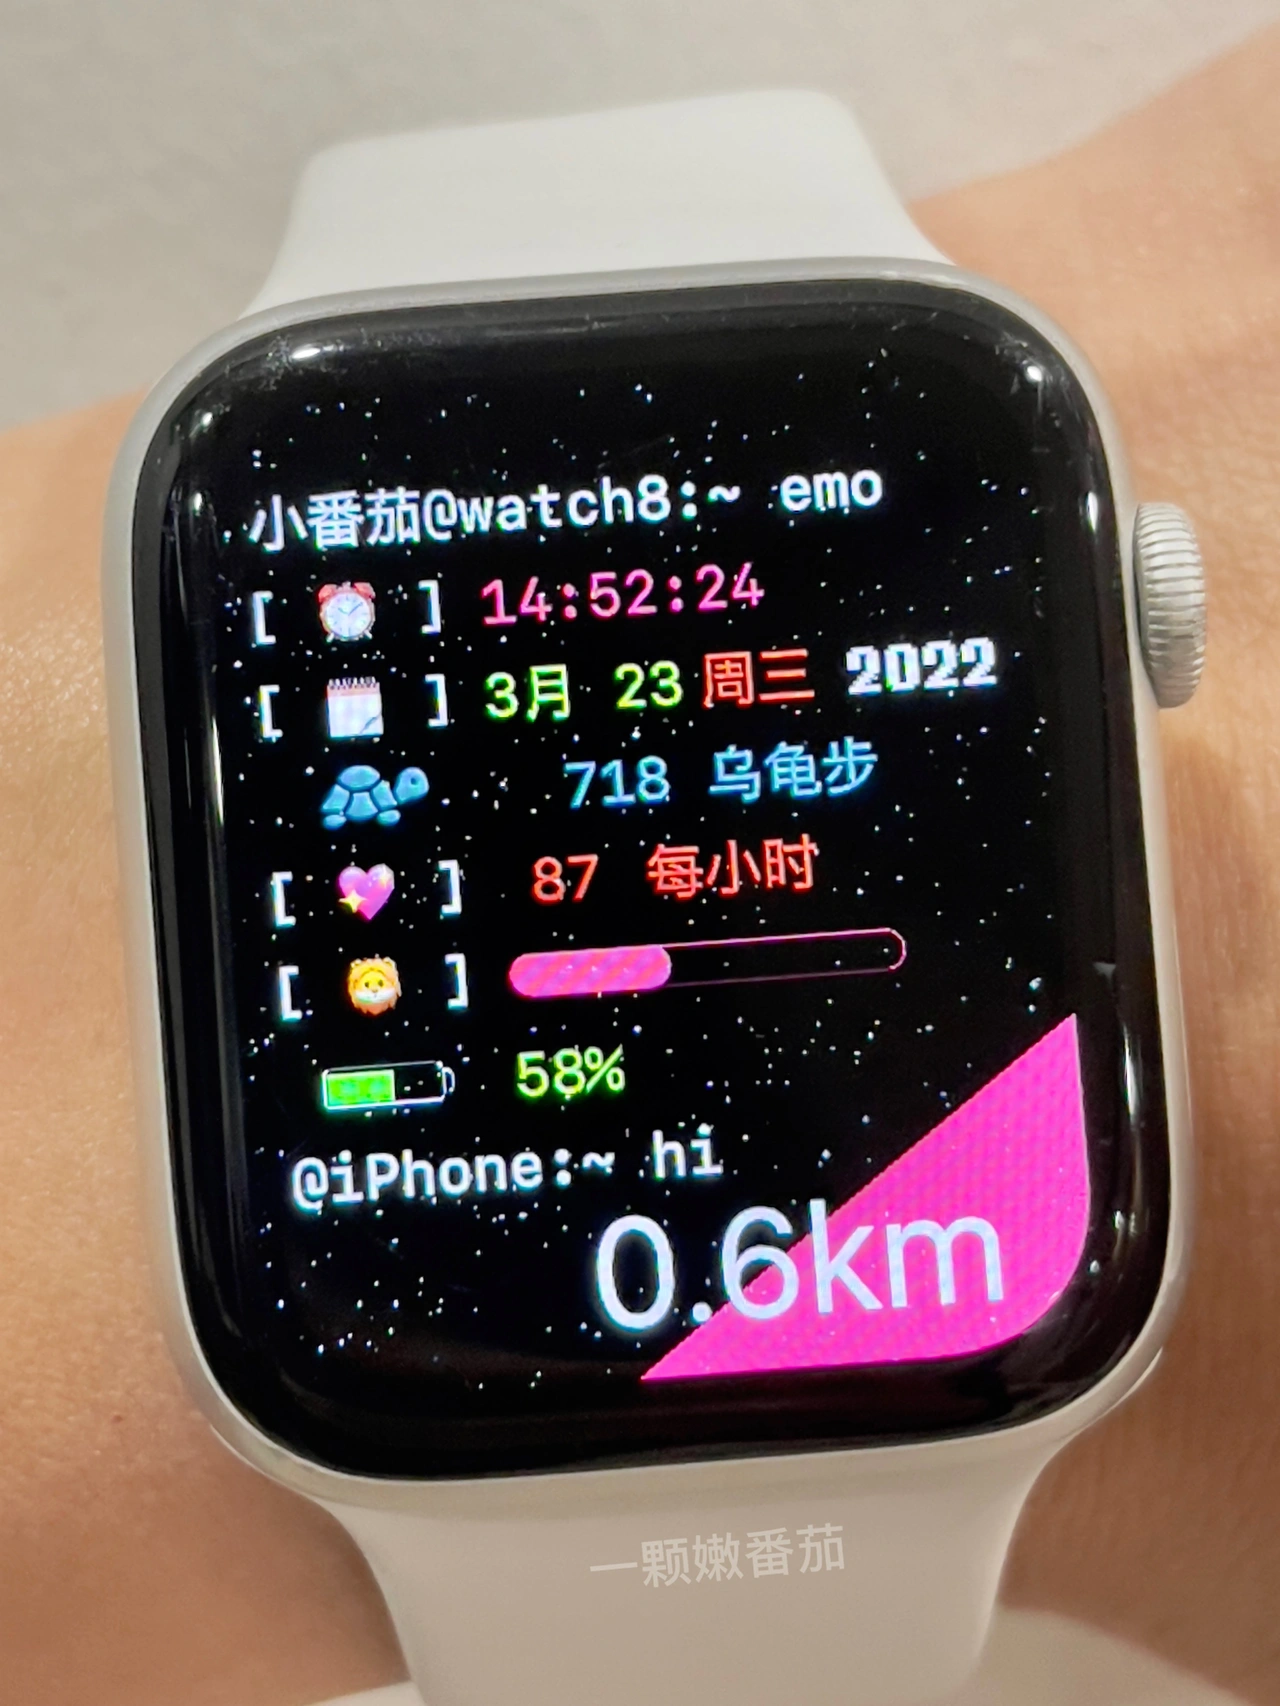 小番茄@watch8:~ emo
[ ⏰ ] 14:52:24
[ 🗓 ] 3月 23 周三 2022
🐢 718 乌龟步
[ 💖 ] 87 每小时
[ 🦁 ]
58%
@iPhone:~ hi
0.6km
一颗嫩番茄